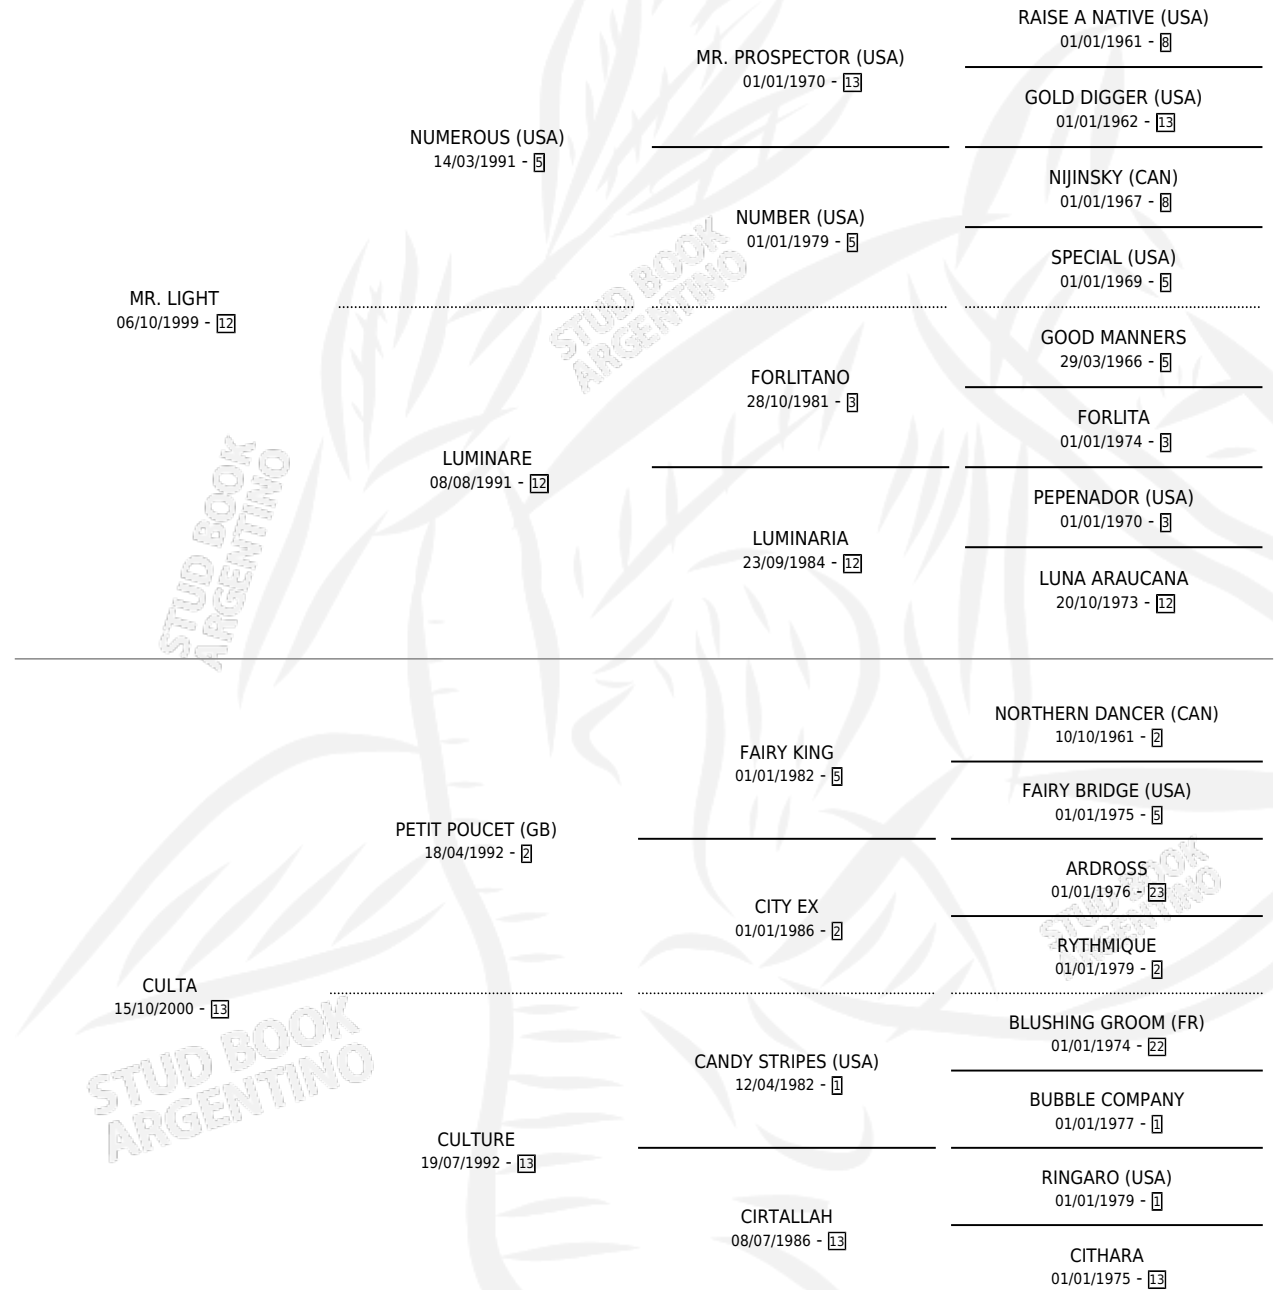 RAISE A NATIVE (USA)
01/01/1961 - 8
MR. PROSPECTOR (USA)
01/01/1970 - 13
GOLD DIGGER (USA)
01/01/1962 - 13
NUMEROUS (USA)
14/03/1991 - 5
NIJINSKY (CAN)
01/01/1967 - 8
NUMBER (USA)
01/01/1979 - 5
SPECIAL (USA)
01/01/1969 - 5
MR. LIGHT
06/10/1999 - 12
STUD BOOK
ARGENTINO
GOOD MANNERS
29/03/1966 - 5
FORLITANO
28/10/1981 - 3
FORLITA
01/01/1974 - 3
LUMINARE
08/08/1991 - 12
PEPENADOR (USA)
01/01/1970 - 3
LUMINARIA
23/09/1984 - 12
LUNA ARAUCANA
20/10/1973 - 12
STUD BOOK
ARGENTINO
NORTHERN DANCER (CAN)
10/10/1961 - 2
FAIRY KING
01/01/1982 - 5
FAIRY BRIDGE (USA)
01/01/1975 - 5
PETIT POUCET (GB)
18/04/1992 - 2
ARDROSS
01/01/1976 - 23
CITY EX
01/01/1986 - 2
RYTHMIQUE
01/01/1979 - 2
STUD BOOK
ARGENTINO
CULTA
15/10/2000 - 13
STUD BOOK
ARGENTINO
BLUSHING GROOM (FR)
01/01/1974 - 22
CANDY STRIPES (USA)
12/04/1982 - 1
BUBBLE COMPANY
01/01/1977 - 1
CULTURE
19/07/1992 - 13
RINGARO (USA)
01/01/1979 - 1
CIRTALLAH
08/07/1986 - 13
CITHARA
01/01/1975 - 13